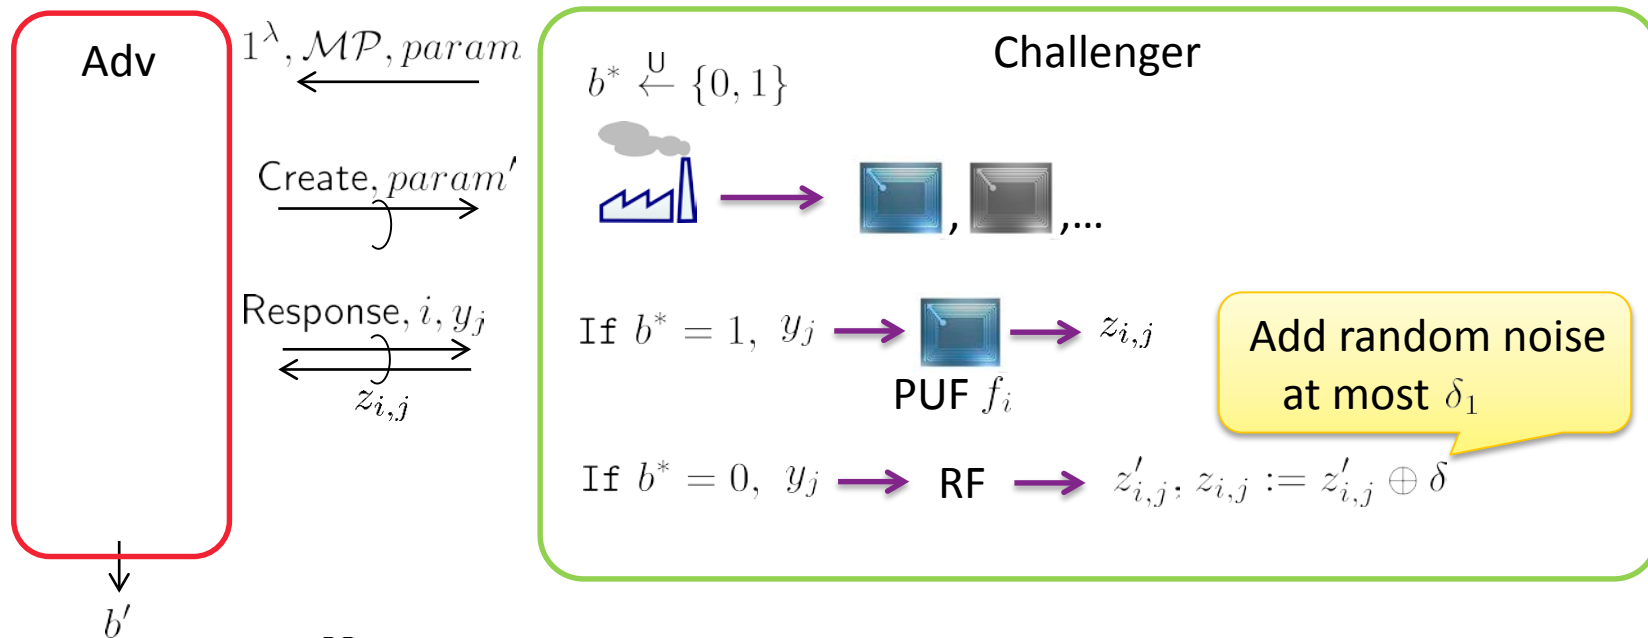 Adv
1^λ, 𝓜𝓟, param
Challenger
b* ←U {0, 1}
Create, param′
, ,...
Response, i, y_j
z_{i,j}
If b* = 1, y_j
z_{i,j}
PUF f_i
Add random noise
at most δ_1
If b* = 0, y_j
RF
z′_{i,j}, z_{i,j} := z′_{i,j} ⊕ δ
b′